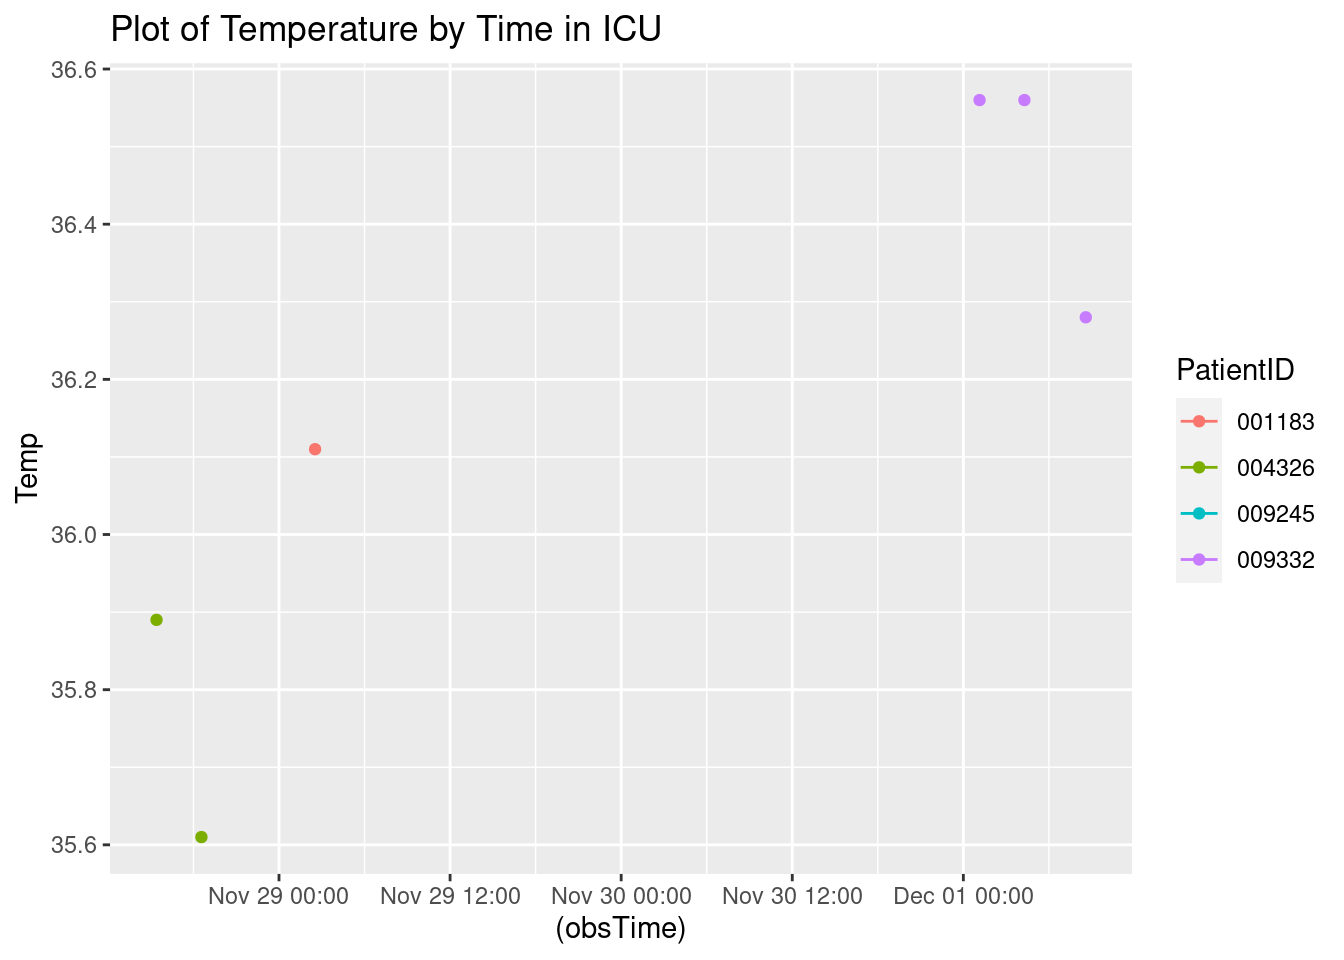 Plot of Temperature by Time in ICU
36.6
36.4
36.2
36.0
35.8
35.6
Temp
Nov 29 00:00
Nov 29 12:00
Nov 30 00:00
Nov 30 12:00
Dec 01 00:00
(obsTime)
PatientID
001183
004326
009245
009332